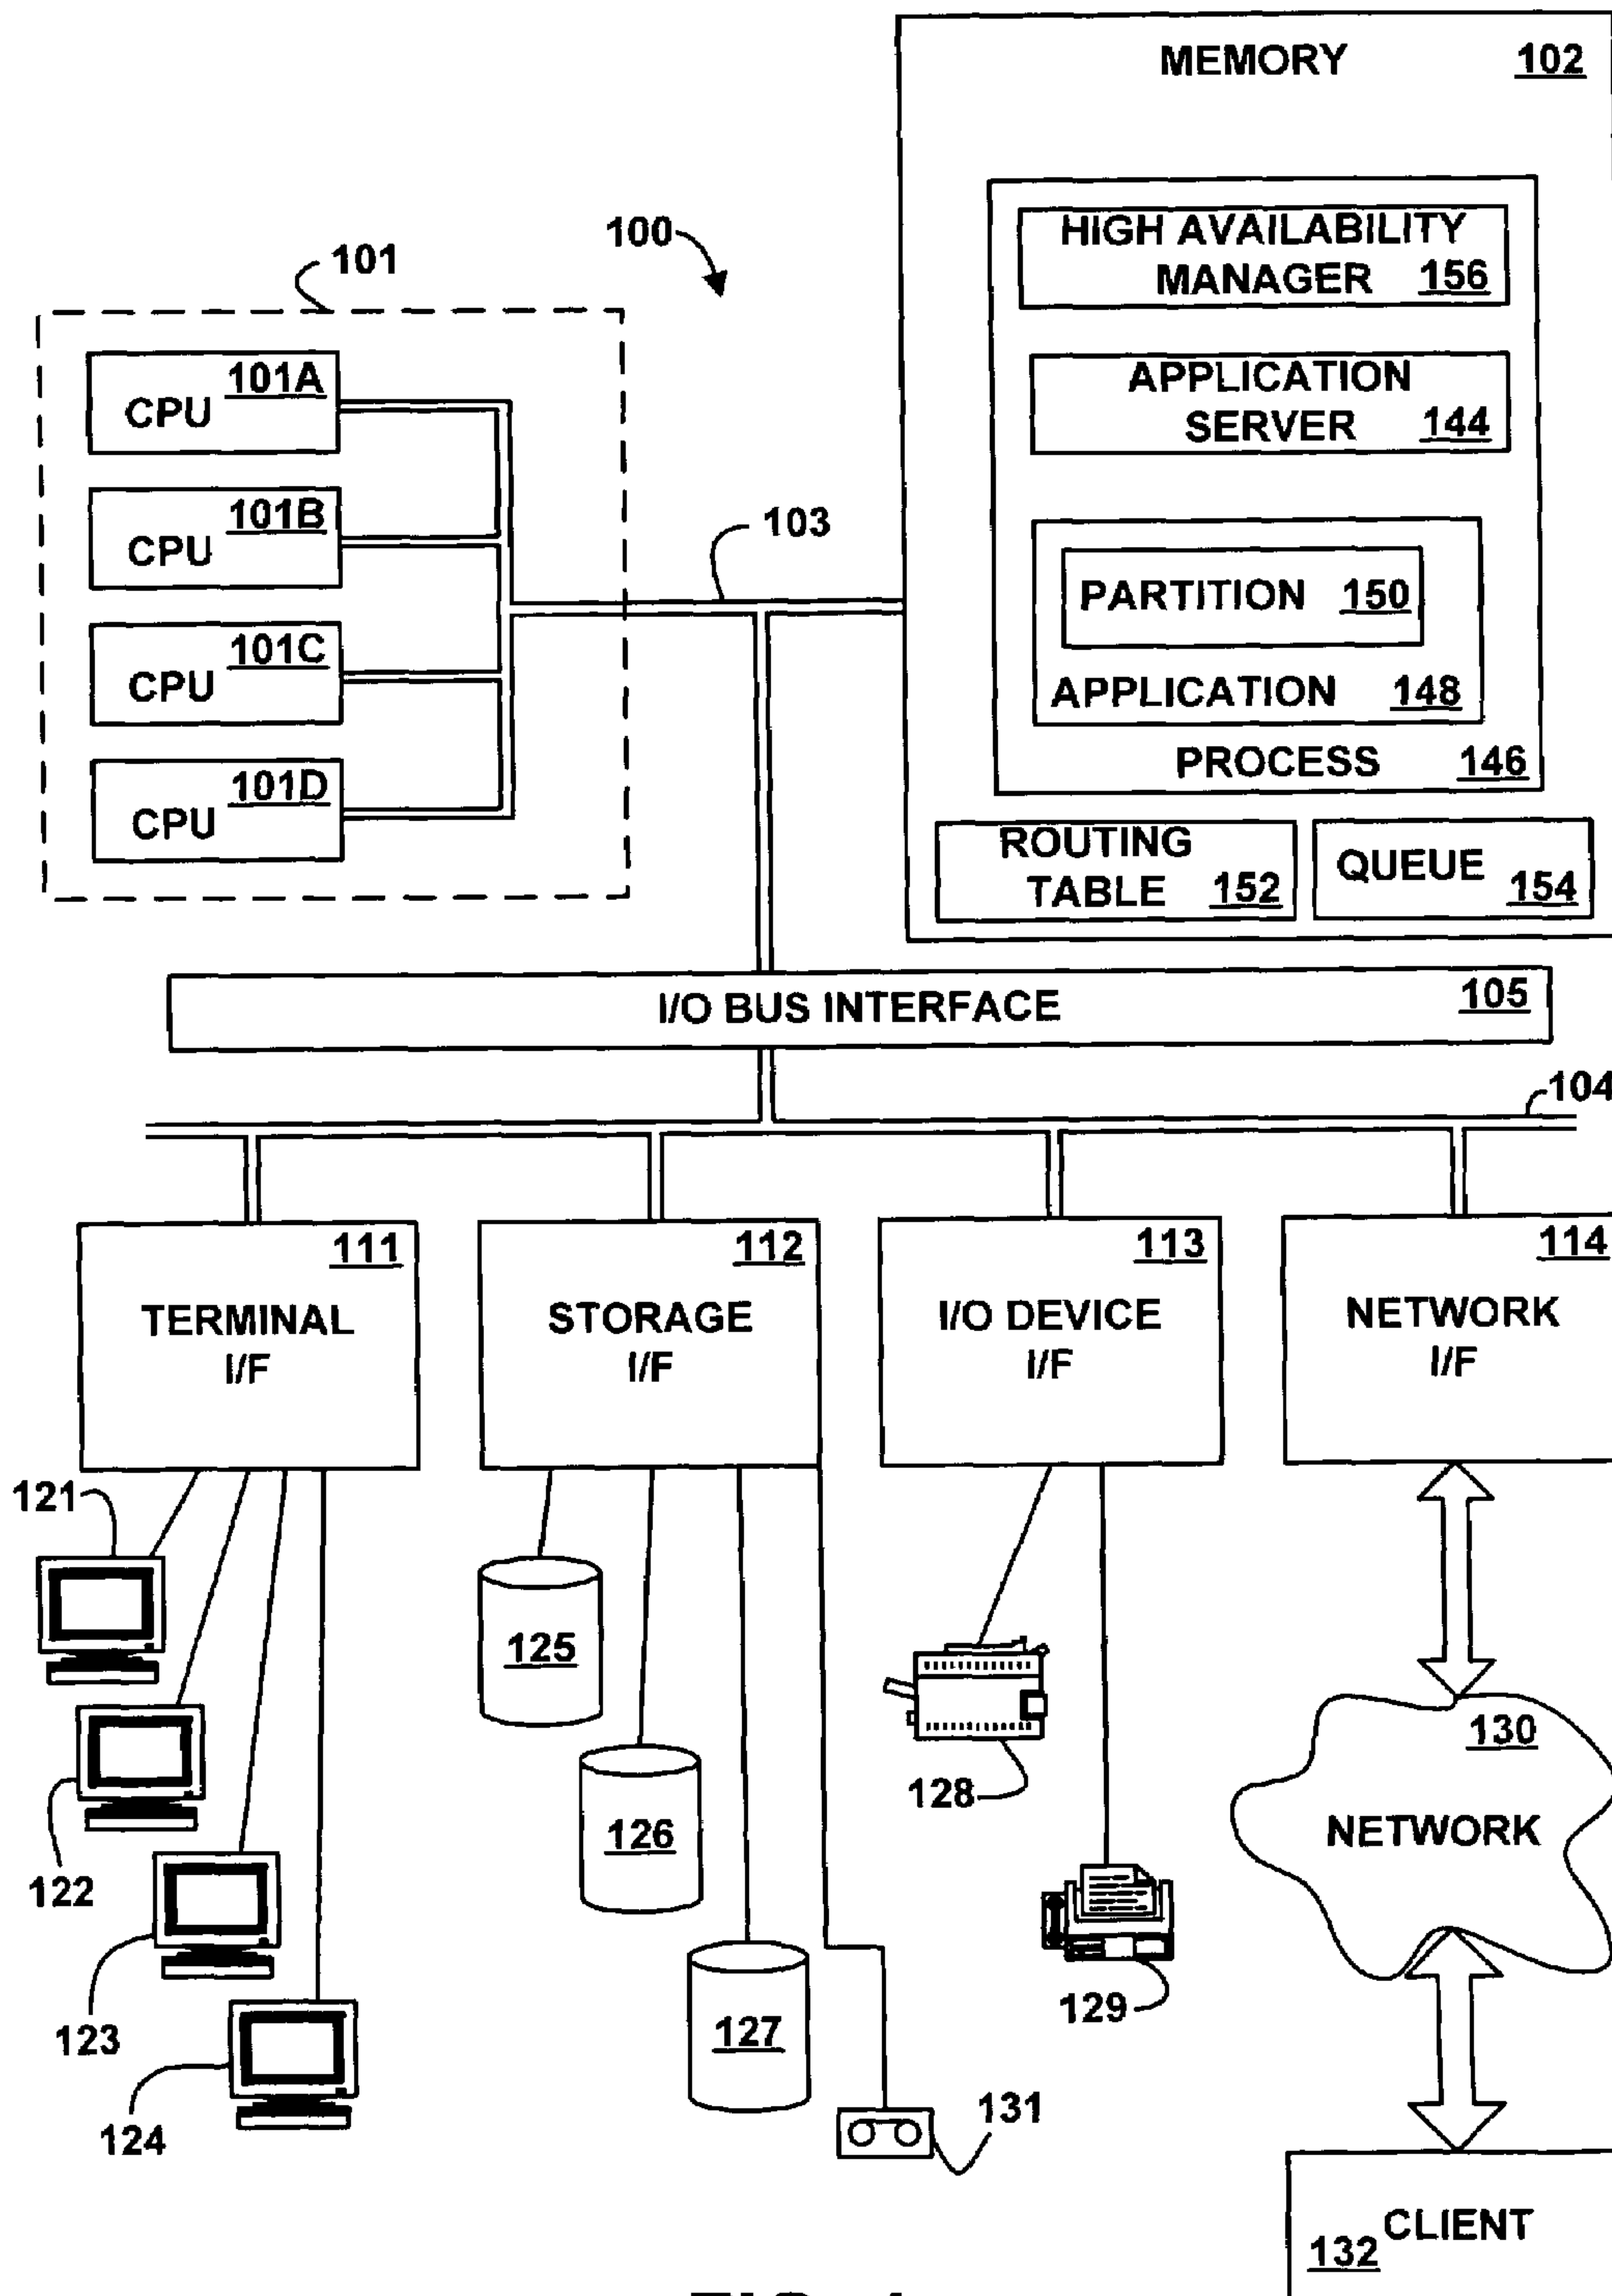 MEMORY 102
HIGH AVAILABILITY
MANAGER 156
100
101
APPLICATION
SERVER 144
101A
CPU
101B
CPU
103
PARTITION 150
101C
CPU
APPLICATION 148
PROCESS 146
101D
CPU
ROUTING
TABLE 152
QUEUE 154
I/O BUS INTERFACE 105
104
111
TERMINAL
I/F
112
STORAGE
I/F
113
I/O DEVICE
I/F
114
NETWORK
I/F
121
125
130
NETWORK
128
126
122
129
123
127
124
131
CLIENT
132